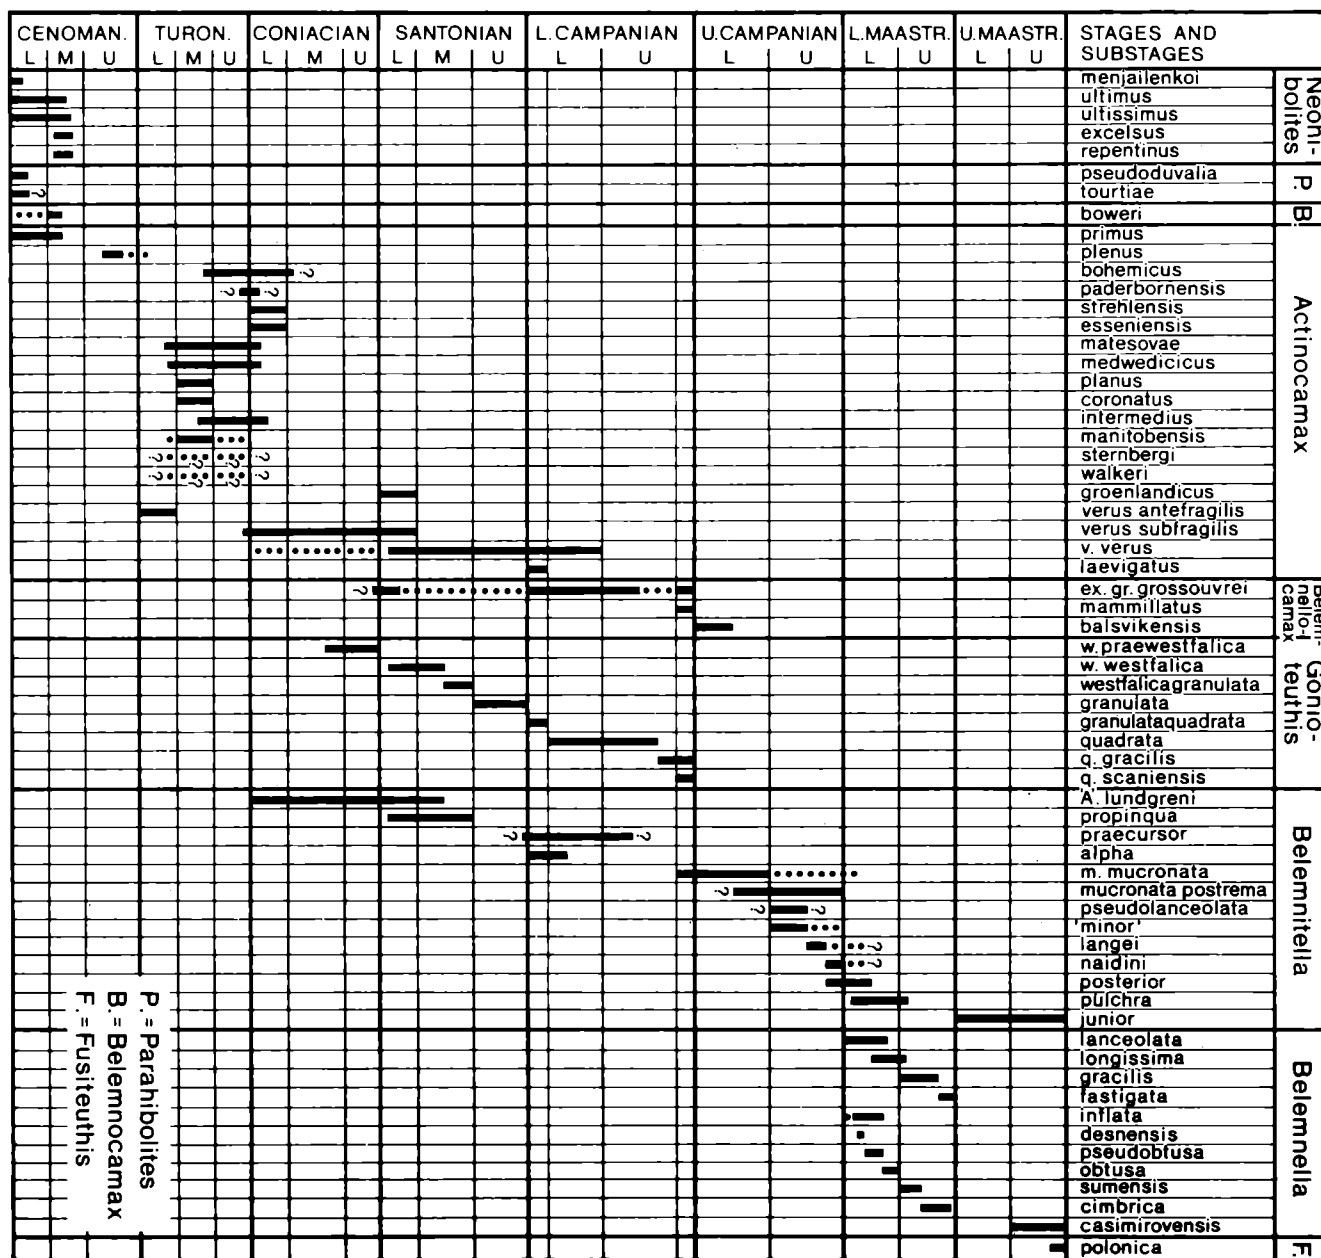 CENOMAN. TURON. CONIACIAN SANTONIAN L.CAMPANIAN U.CAMPANIAN L.MAASTR. U.MAASTR. STAGES AND
L M U L M U L M U L M U L U L U L U L U SUBSTAGES
Neohi-
bolites
menjailenkoi
ultimus
ultissimus
excelsus
repentinus
P.
pseudoduvalia
? tourtiae
B.
boweri
Actinocamax
primus
plenus
? bohemicus
? ? paderbornensis
strehlensis
esseniensis
matesovae
medwedicicus
planus
coronatus
intermedius
manitobensis
? ? ? ? sternbergi
? ? ? ? walkeri
groenlandicus
verus antefragilis
verus subfragilis
v. verus
laevigatus
Belem-
nello-
camax
? ex. gr. grossouvrei
mammillatus
balsvikensis
Gonio-
teuthis
w. praewestfalica
w. westfalica
westfalicagranulata
granulata
granulataquadrata
quadrata
q. gracilis
q. scaniensis
Belemnitella
A. lundgreni
propinqua
? ? praecursor
alpha
m. mucronata
? mucronata postrema
? ? pseudolanceolata
'minor'
? langei
? naidini
posterior
pulchra
junior
Belemnella
lanceolata
longissima
gracilis
fastigata
inflata
desnensis
pseudobtusa
obtusa
sumensis
cimbrica
casimirovensis
F.
polonica
P. = Parahibolites
B. = Belemnocamax
F. = Fusiteuthis